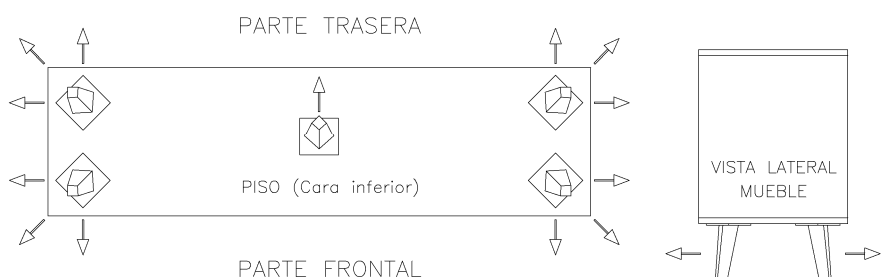 PARTE TRASERA
PISO (Cara inferior)
VISTA LATERAL
MUEBLE
PARTE FRONTAL